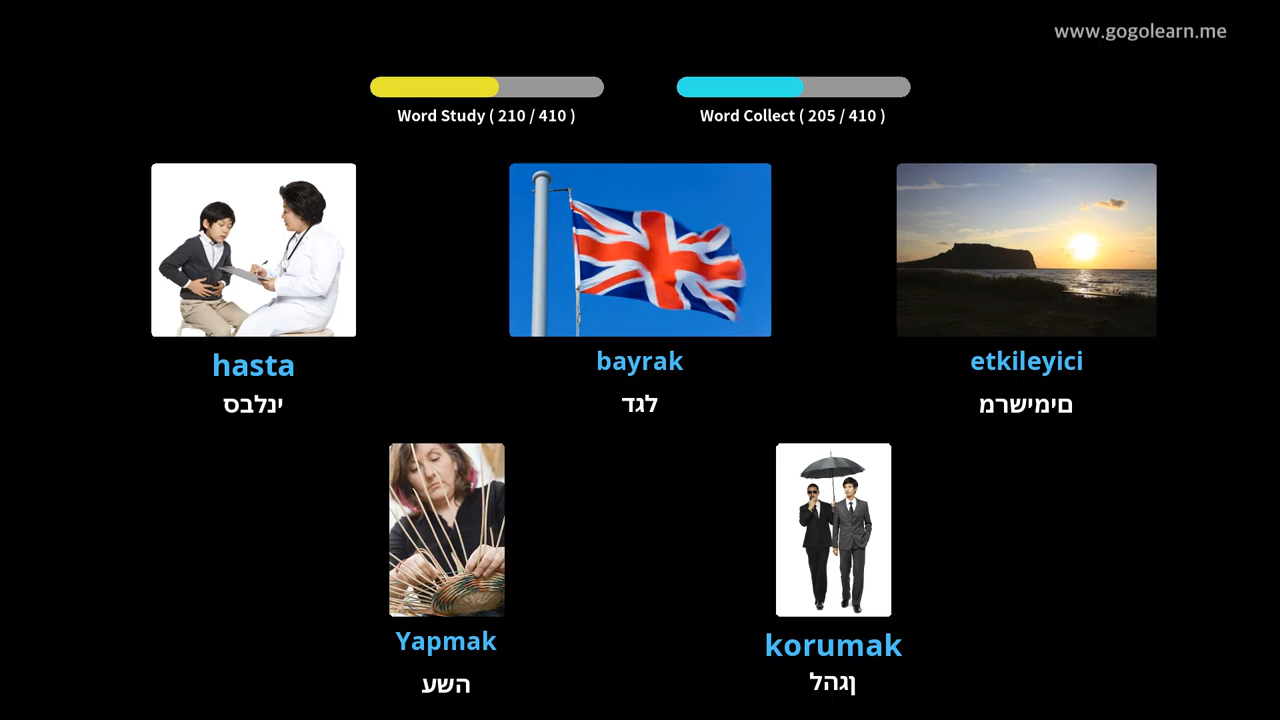 www.gogolearn.me
Word Study ( 210 / 410 )
Word Collect ( 205 / 410 )
hasta
ינלבס
bayrak
לגד
etkileyici
םימישרמ
Yapmak
השע
korumak
ןגהל